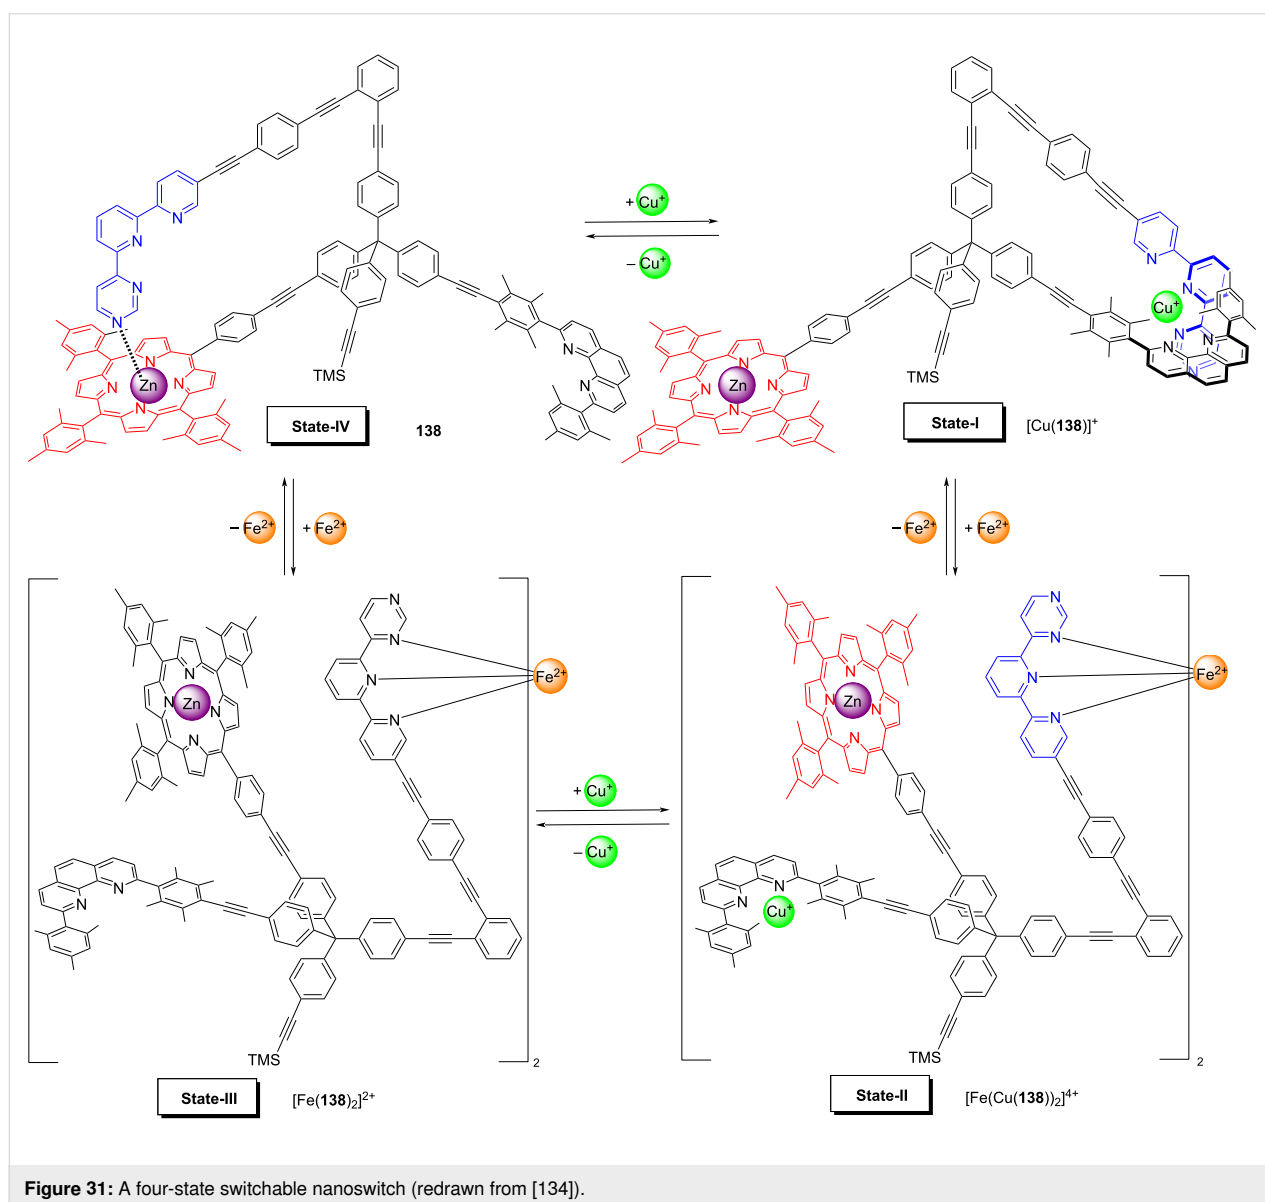 N
N
N
N
N
N
N
N
Zn
TMS
N
N
State-IV
138
+ Cu⁺
– Cu⁺
N
N
N
N
N
Cu⁺
N
N
N
N
Zn
TMS
State-I
[Cu(138)]⁺
– Fe²⁺
+ Fe²⁺
– Fe²⁺
+ Fe²⁺
N
N
N
N
Fe²⁺
N
N
N
N
Zn
N
N
TMS
2
State-III
[Fe(138)₂]²⁺
+ Cu⁺
– Cu⁺
N
N
N
N
Fe²⁺
N
N
N
N
Zn
N
N
Cu⁺
TMS
2
State-II
[Fe(Cu(138))₂]⁴⁺
Figure 31: A four-state switchable nanoswitch (redrawn from [134]).